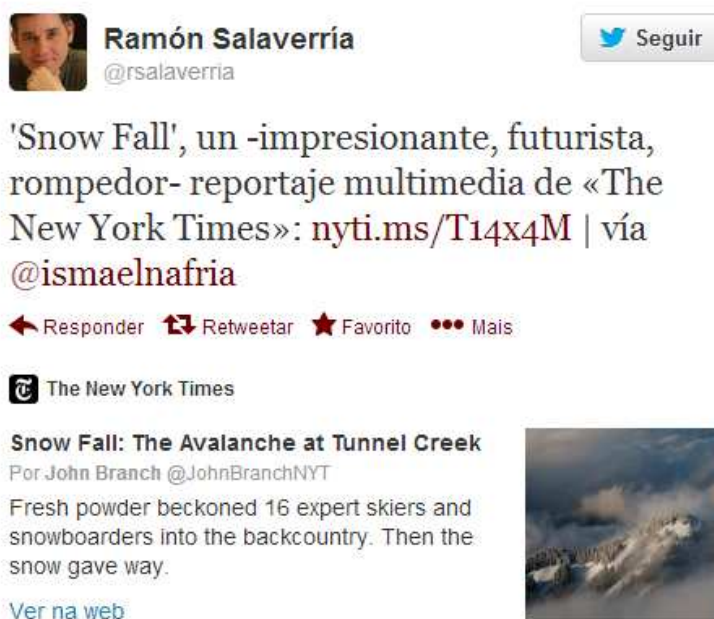 Ramón Salaverría
@rsalaverria
Seguir
'Snow Fall', un -impresionante, futurista,
rompedor- reportaje multimedia de «The
New York Times»: nyti.ms/T14x4M | vía
@ismaelnafria
Responder Retweetar Favorito Mais
The New York Times
Snow Fall: The Avalanche at Tunnel Creek
Por John Branch @JohnBranchNYT
Fresh powder beckoned 16 expert skiers and
snowboarders into the backcountry. Then the
snow gave way.
Ver na web